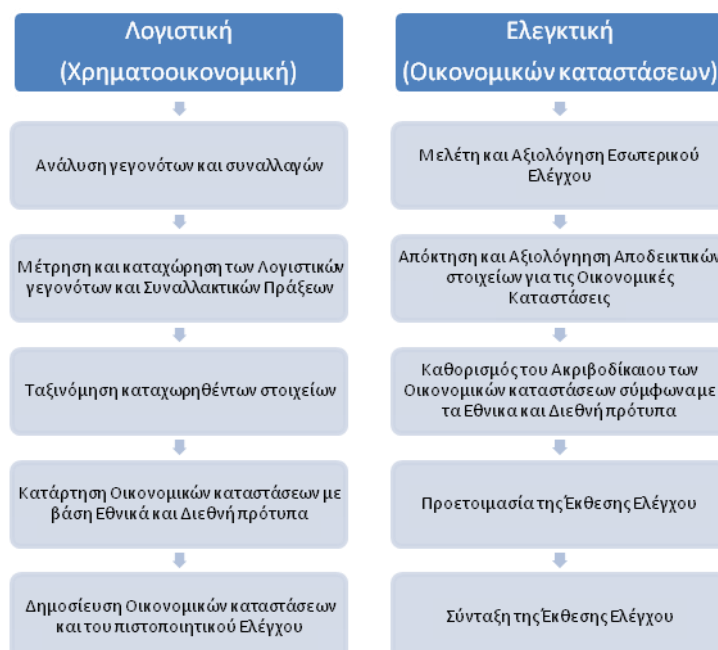 Λογιστική
(Χρηματοοικονομική)
Ανάλυση γεγονότων και συναλλαγών
Μέτρηση και καταχώρηση των Λογιστικών
γεγονότων και Συναλλακτικών Πράξεων
Ταξινόμηση καταχωρηθέντων στοιχείων
Κατάρτηση Οικονομικών καταστάσεων με
βάση Εθνικά και Διεθνή πρότυπα
Δημοσίευση Οικονομικών καταστάσεων
και του πιστοποιητικού Ελέγχου
Ελεγκτική
(Οικονομικών καταστάσεων)
Μελέτη και Αξιολόγηση Εσωτερικού
Ελέγχου
Απόκτηση και Αξιολόγηηση Αποδεικτικών
στοιχείων για τις Οικονομικές
Καταστάσεις
Καθορισμός του Ακριβοδίκαιου των
Οικονομικών καταστάσεων σύμφωνα με
τα Εθνικα και Διεθνή πρότυπα
Προετοιμασία της Έκθεσης Ελέγχου
Σύνταξη της Έκθεσης Ελέγχου